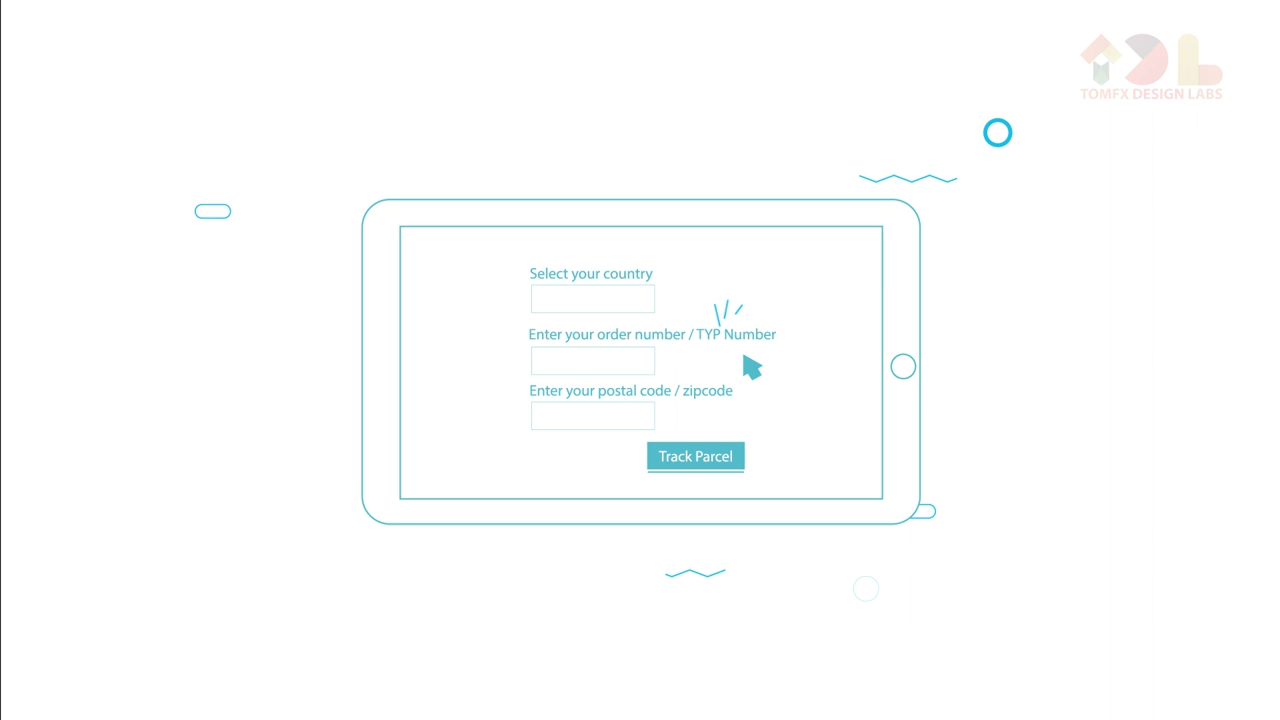 TOMFX DESIGN LABS
Select your country
Enter your order number / TYP Number
Enter your postal code / zipcode
Track Parcel